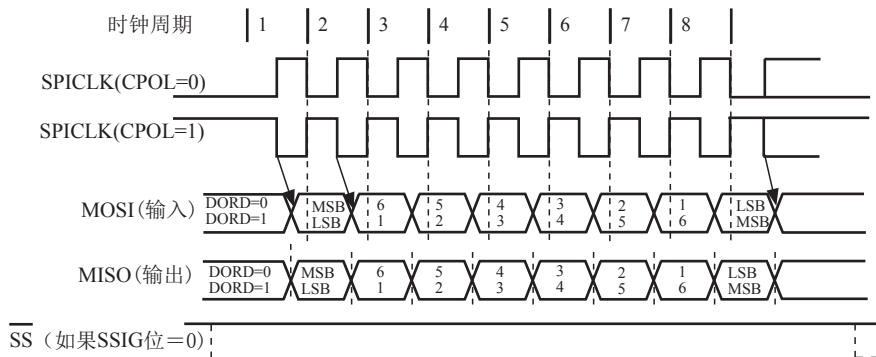 时钟周期 1 2 3 4 5 6 7 8
SPICLK(CPOL=0)
SPICLK(CPOL=1)
MOSI(输入) DORD=0 MSB 6 5 4 3 2 1 LSB
DORD=1 LSB 1 2 3 4 5 6 MSB
MISO(输出) DORD=0 MSB 6 5 4 3 2 1 LSB
DORD=1 LSB 1 2 3 4 5 6 MSB
SS（如果SSIG位＝0)